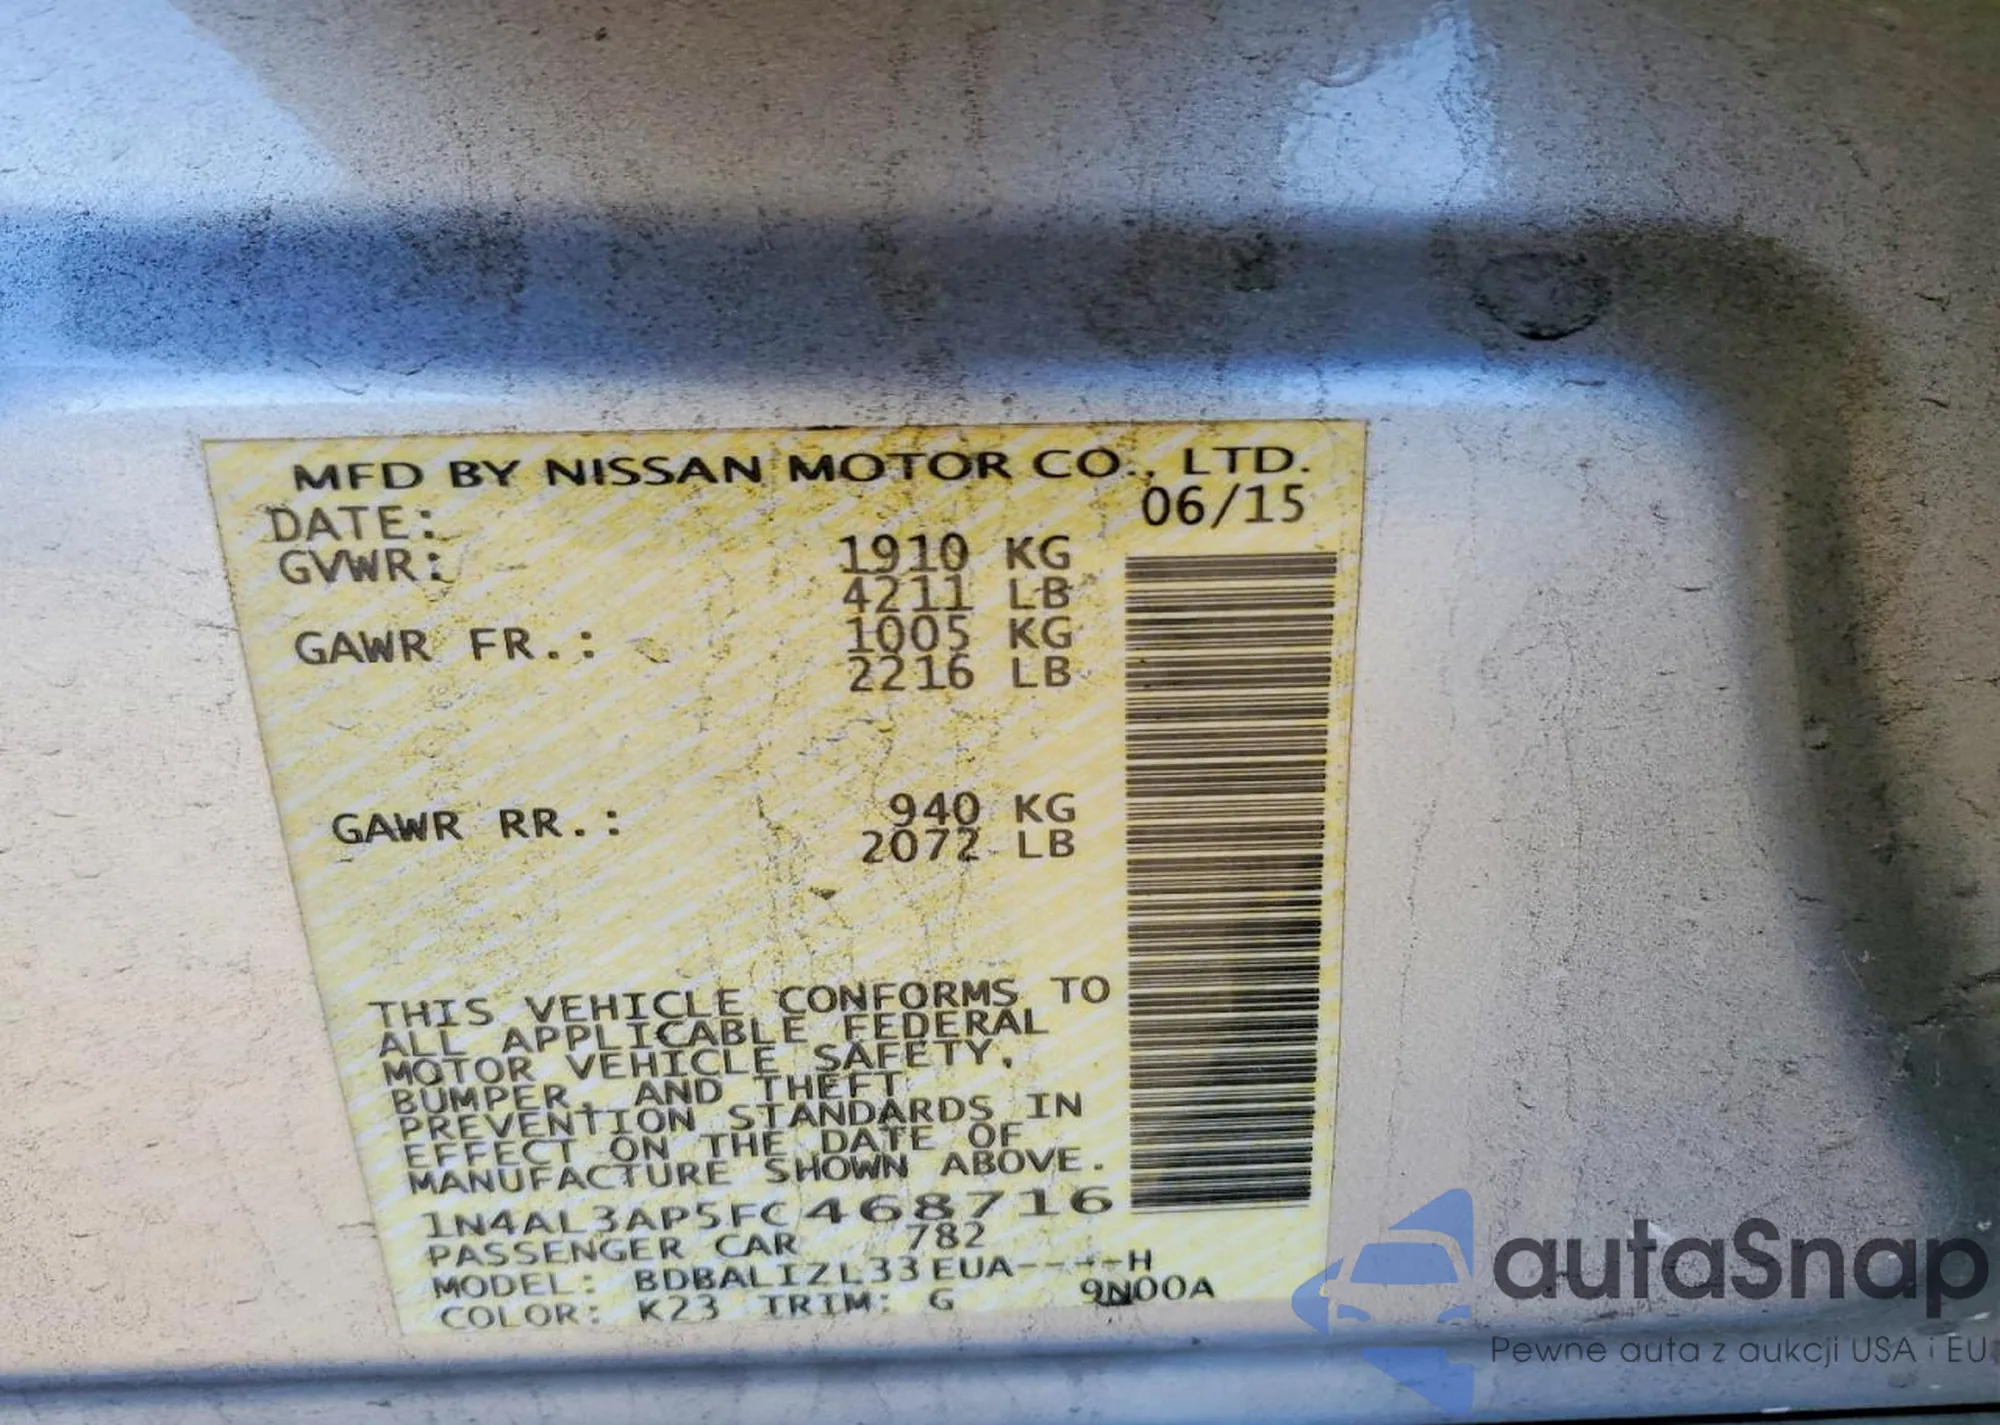 MFD BY NISSAN MOTOR CO., LTD.
DATE: 06/15
GVWR: 1910 KG
4211 LB
GAWR FR.: 1005 KG
2216 LB
GAWR RR.: 940 KG
2072 LB
THIS VEHICLE CONFORMS TO
ALL APPLICABLE FEDERAL
MOTOR VEHICLE SAFETY,
BUMPER, AND THEFT
PREVENTION STANDARDS IN
EFFECT ON THE DATE OF
MANUFACTURE SHOWN ABOVE.
1N4AL3AP5FC468716
PASSENGER CAR 782
MODEL: BDBALIZL33EUA----H
COLOR: K23 TRIM: G 9N00A
autaSnap
Pewne auta z aukcji USA i EU